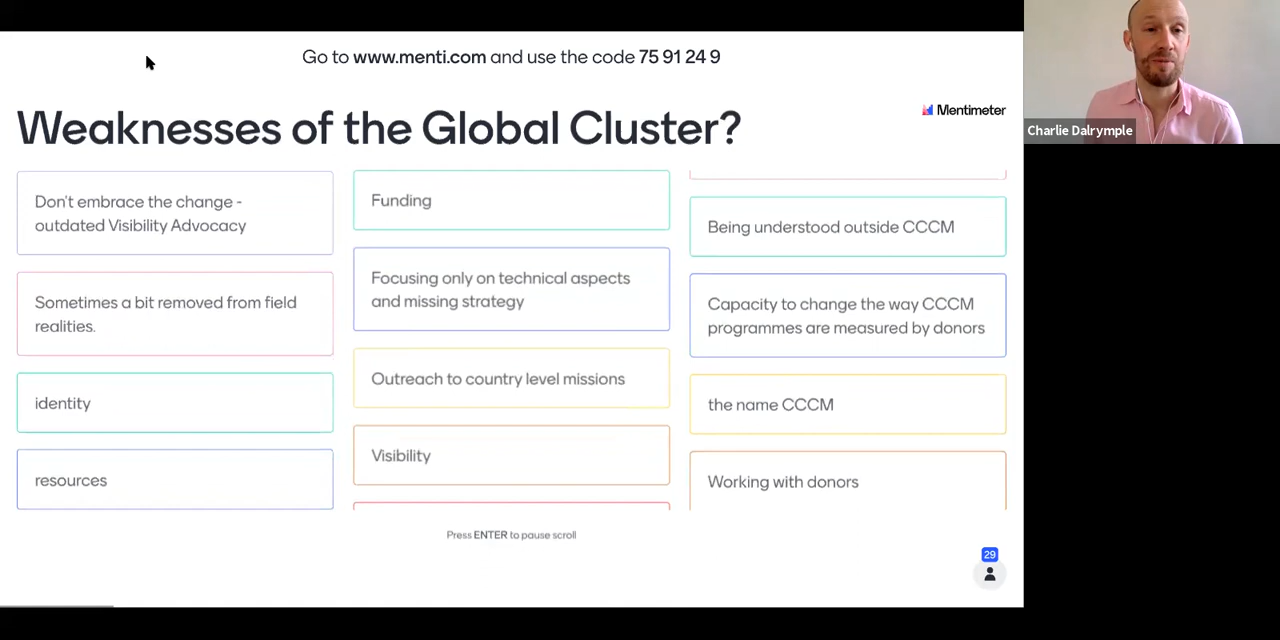 Go to www.menti.com and use the code 75 91 24 9
Mentimeter
Charlie Dalrymple
Weaknesses of the Global Cluster?
Don't embrace the change -
outdated Visibility Advocacy
Sometimes a bit removed from field
realities.
identity
resources
Funding
Focusing only on technical aspects
and missing strategy
Outreach to country level missions
Visibility
Being understood outside CCCM
Capacity to change the way CCCM
programmes are measured by donors
the name CCCM
Working with donors
Press ENTER to pause scroll
29